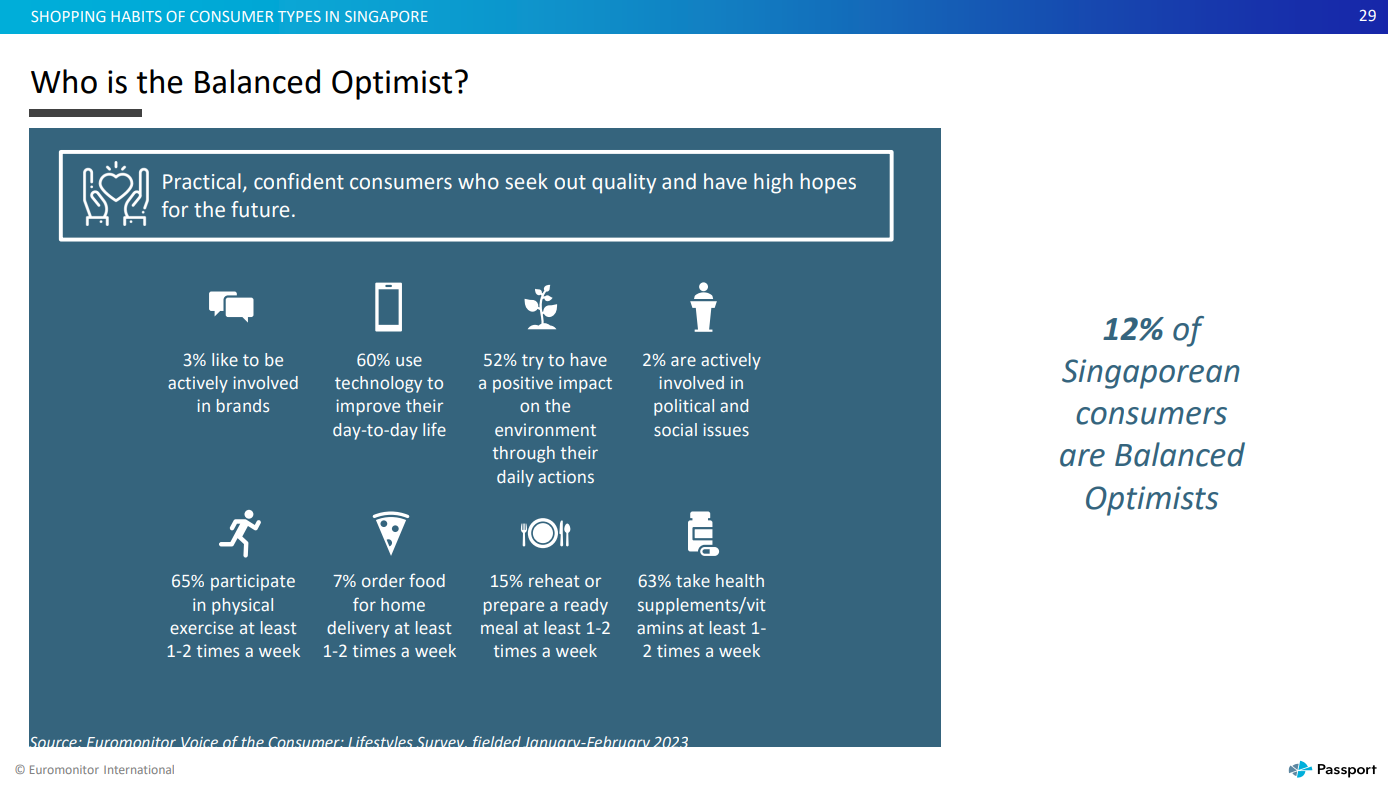 SHOPPING HABITS OF CONSUMER TYPES IN SINGAPORE
29
Who is the Balanced Optimist?
Practical, confident consumers who seek out quality and have high hopes
for the future.
3% like to be
actively involved
in brands
60% use
technology to
improve their
day-to-day life
52% try to have
a positive impact
on the
environment
through their
daily actions
2% are actively
involved in
political and
social issues
65% participate
in physical
exercise at least
1-2 times a week
7% order food
for home
delivery at least
1-2 times a week
15% reheat or
prepare a ready
meal at least 1-2
times a week
63% take health
supplements/vit
amins at least 1-
2 times a week
12% of
Singaporean
consumers
are Balanced
Optimists
Source: Euromonitor Voice of the Consumer: Lifestyles Survey, fielded January-February 2023
© Euromonitor International
Passport